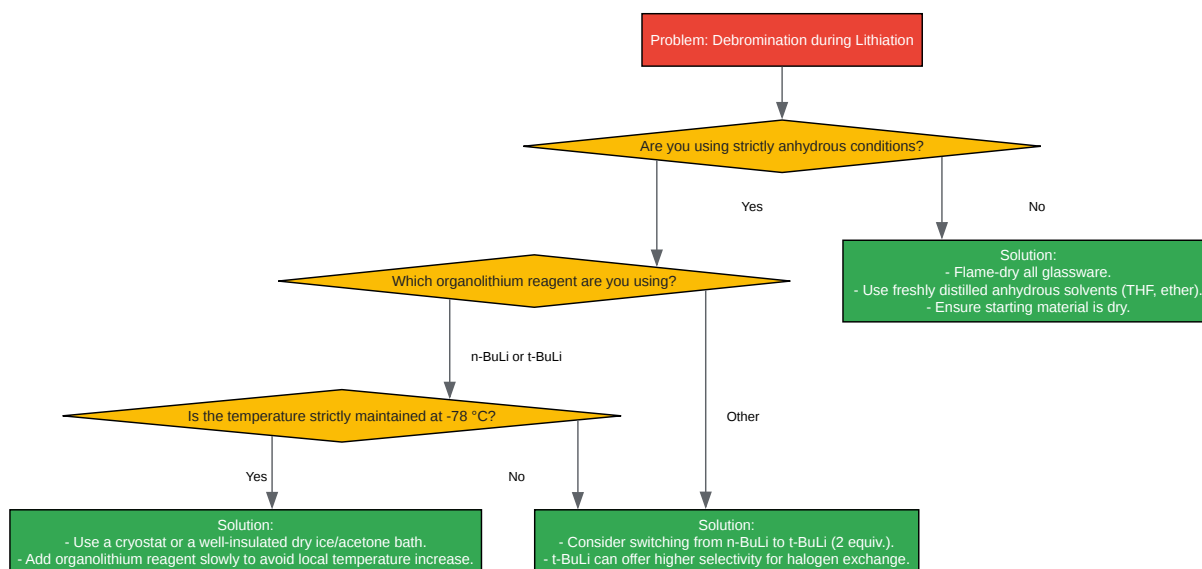 Problem: Debromination during Lithiation
Are you using strictly anhydrous conditions?
Yes
No
Solution:
- Flame-dry all glassware.
- Use freshly distilled anhydrous solvents (THF, ether).
- Ensure starting material is dry.
Which organolithium reagent are you using?
n-BuLi or t-BuLi
Other
Is the temperature strictly maintained at -78 °C?
Yes
No
Solution:
- Use a cryostat or a well-insulated dry ice/acetone bath.
- Add organolithium reagent slowly to avoid local temperature increase.
Solution:
- Consider switching from n-BuLi to t-BuLi (2 equiv.).
- t-BuLi can offer higher selectivity for halogen exchange.